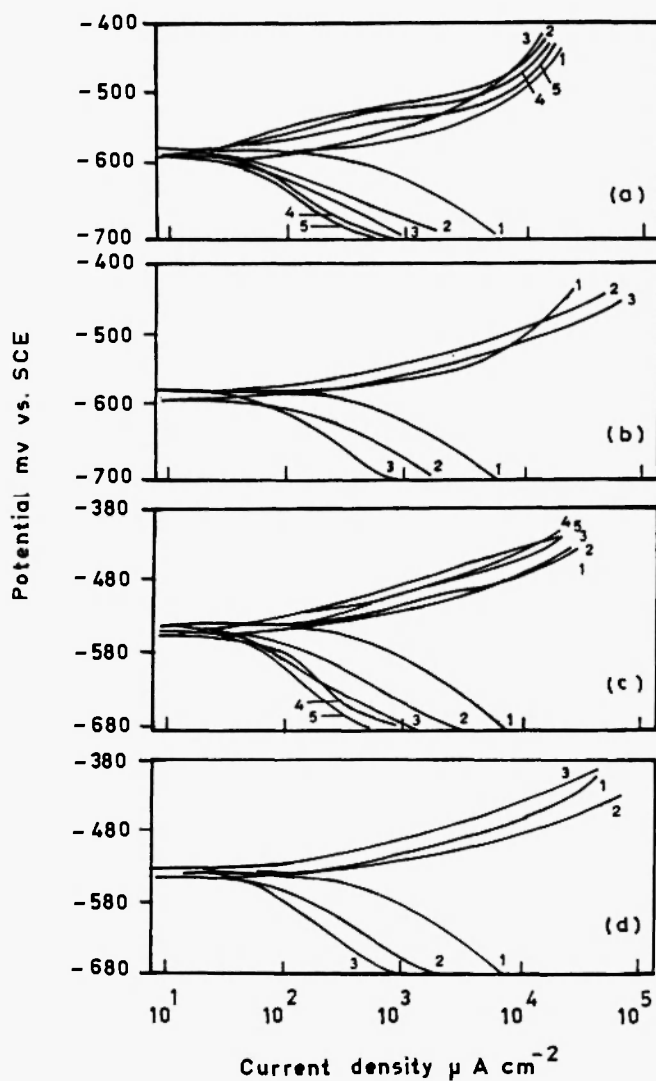 -400
-500
-600
-700
3 2 1
5
4
4
5 3 2 1
(a)
-400
-500
-600
-700
1 2 3
3 2 1
(b)
-380
-480
-580
-680
4 5 3
2
1
4
5 3 2 1
(c)
-380
-480
-580
-680
3
1
2
3 2 1
(d)
10^1 10^2 10^3 10^4 10^5
Potential mv vs. SCE
Current density μ A cm^-2